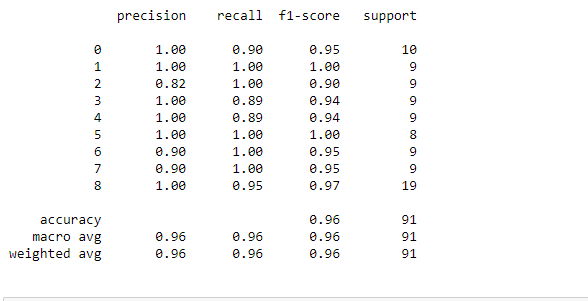 precision recall f1-score support
0 1.00 0.90 0.95 10
1 1.00 1.00 1.00 9
2 0.82 1.00 0.90 9
3 1.00 0.89 0.94 9
4 1.00 0.89 0.94 9
5 1.00 1.00 1.00 8
6 0.90 1.00 0.95 9
7 0.90 1.00 0.95 9
8 1.00 0.95 0.97 19
accuracy 0.96 91
macro avg 0.96 0.96 0.96 91
weighted avg 0.96 0.96 0.96 91